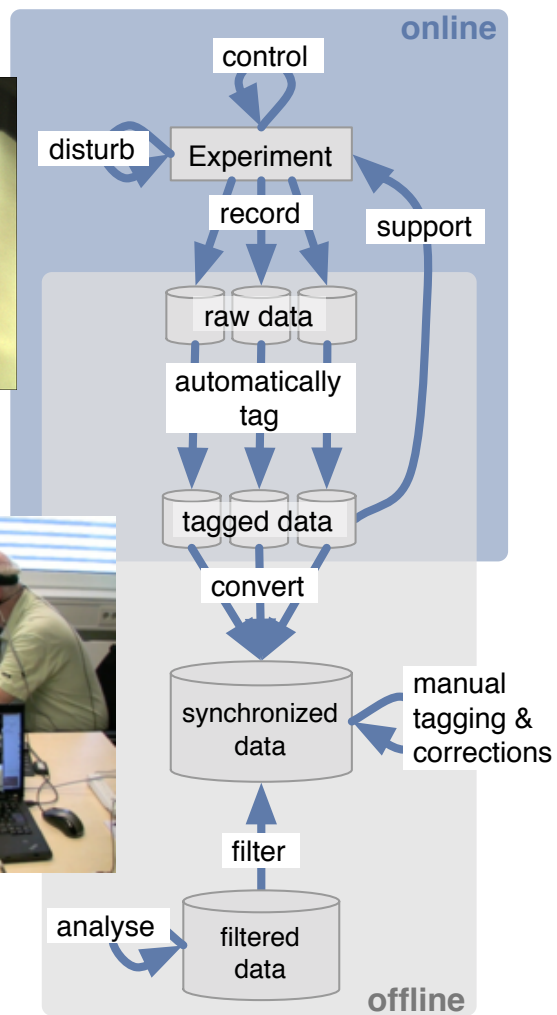 online
control
disturb
Experiment
record
support
raw data
automatically
tag
tagged data
convert
synchronized
data
manual
tagging &
corrections
filter
analyse
filtered
data
offline